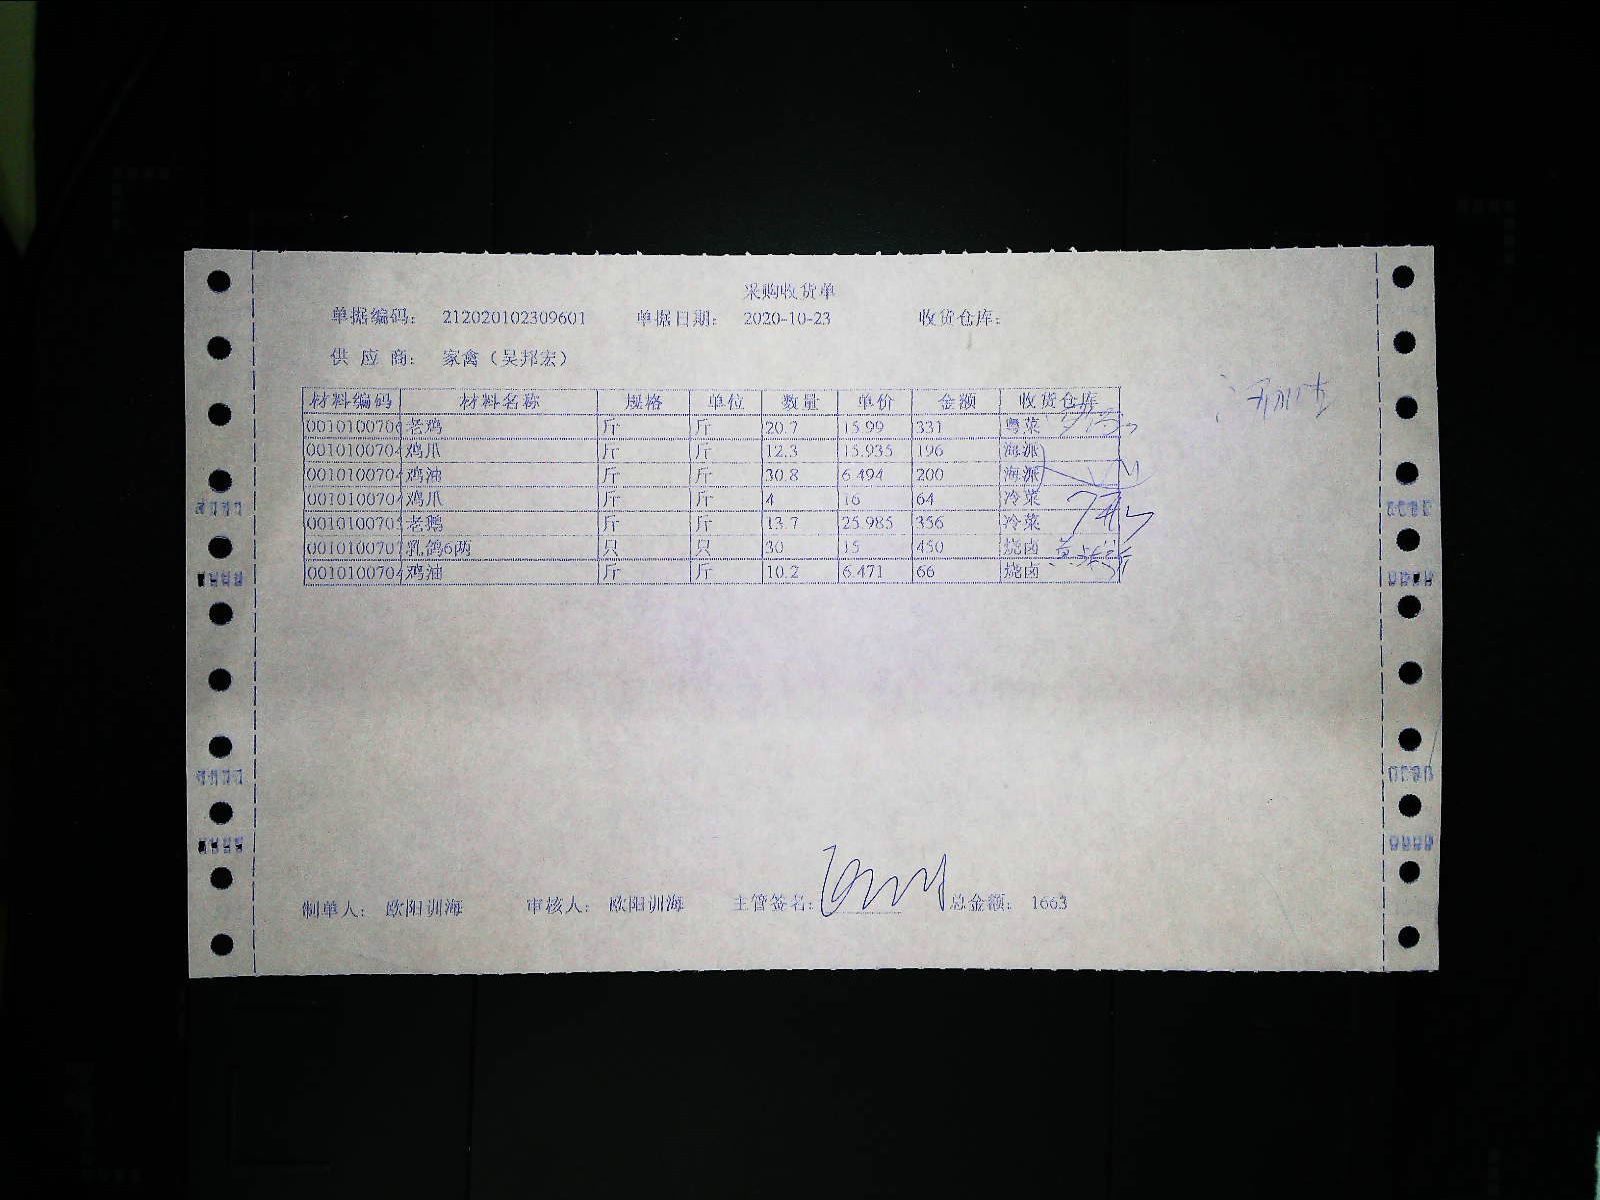 采购收货单
单据编码: 212020102309601 单据日期: 2020-10-23 收货仓库:
供应商: 家禽（吴邦宏）
材料编码 材料名称 规格 单位 数量 单价 金额 收货仓库
0010100706 老鸡 斤 斤 20.7 15.99 331 粤菜
001010070 鸡爪 斤 斤 12.3 15.935 196 海派
001010070 鸡油 斤 斤 30.8 6.494 200 海派
001010070 鸡爪 斤 斤 4 16 64 冷菜
001010070 老鹅 斤 斤 13.7 25.985 356 冷菜
001010070 乳鸽6两 只 只 30 15 450 烧卤
001010070 鸡油 斤 斤 10.2 6.471 66 烧卤
制单人: 欧阳训海 审核人: 欧阳训海 主管签名: 总金额: 1663